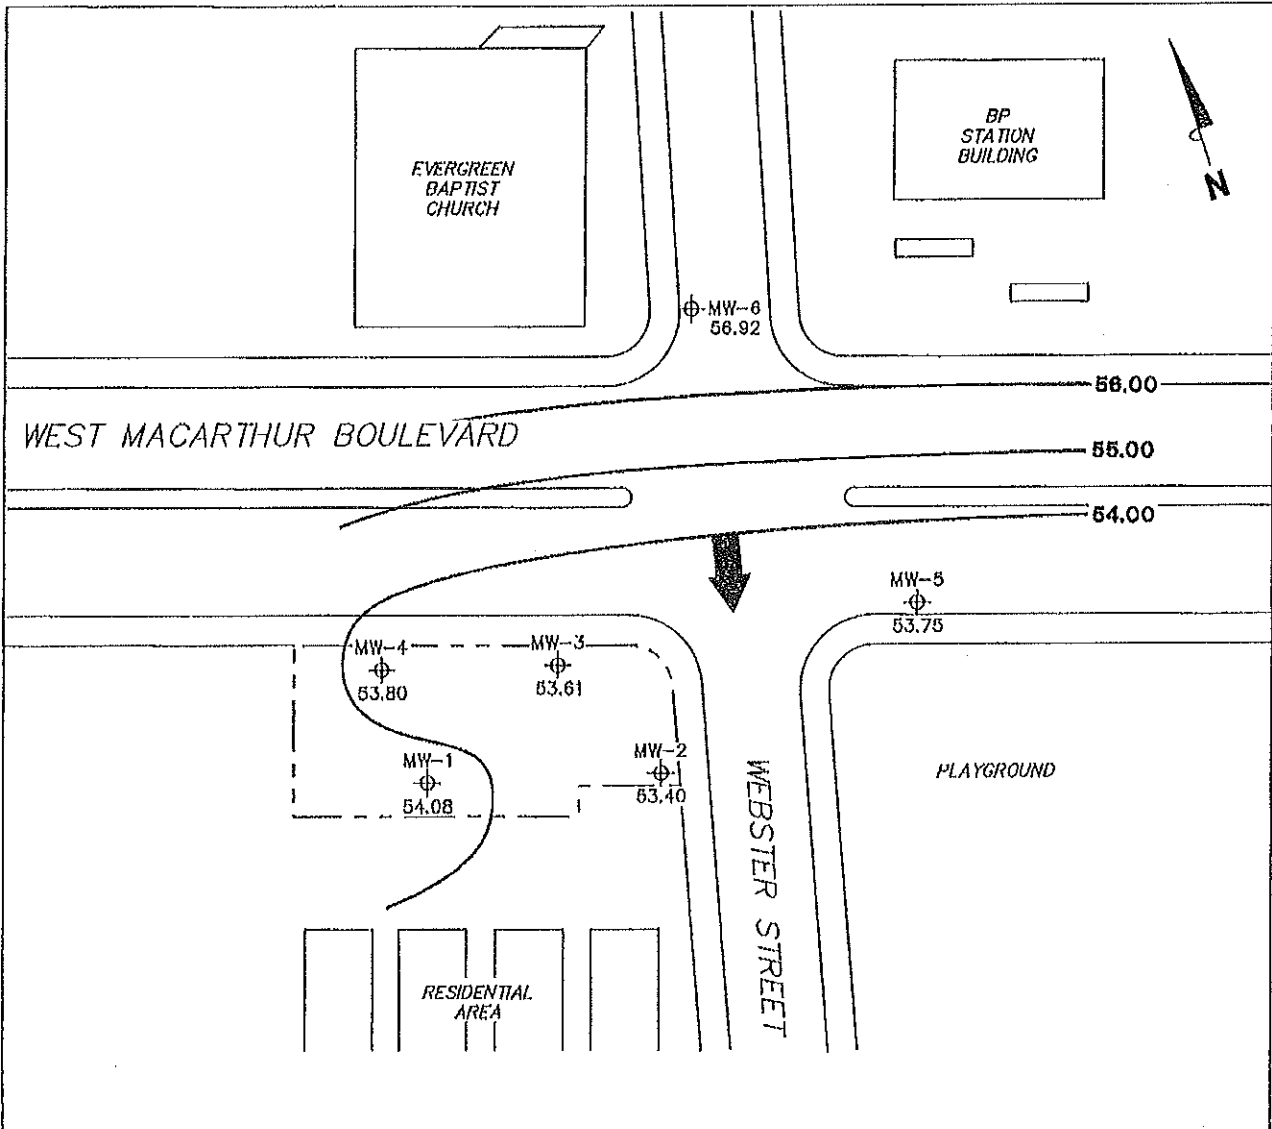 EVERGREEN
BAPTIST
CHURCH
BP
STATION
BUILDING
N
MW-6
56.92
56.00
WEST MACARTHUR BOULEVARD
55.00
54.00
MW-5
53.75
MW-4
53.80
MW-3
53.61
MW-1
54.08
MW-2
53.40
PLAYGROUND
WEBSTER STREET
RESIDENTIAL
AREA